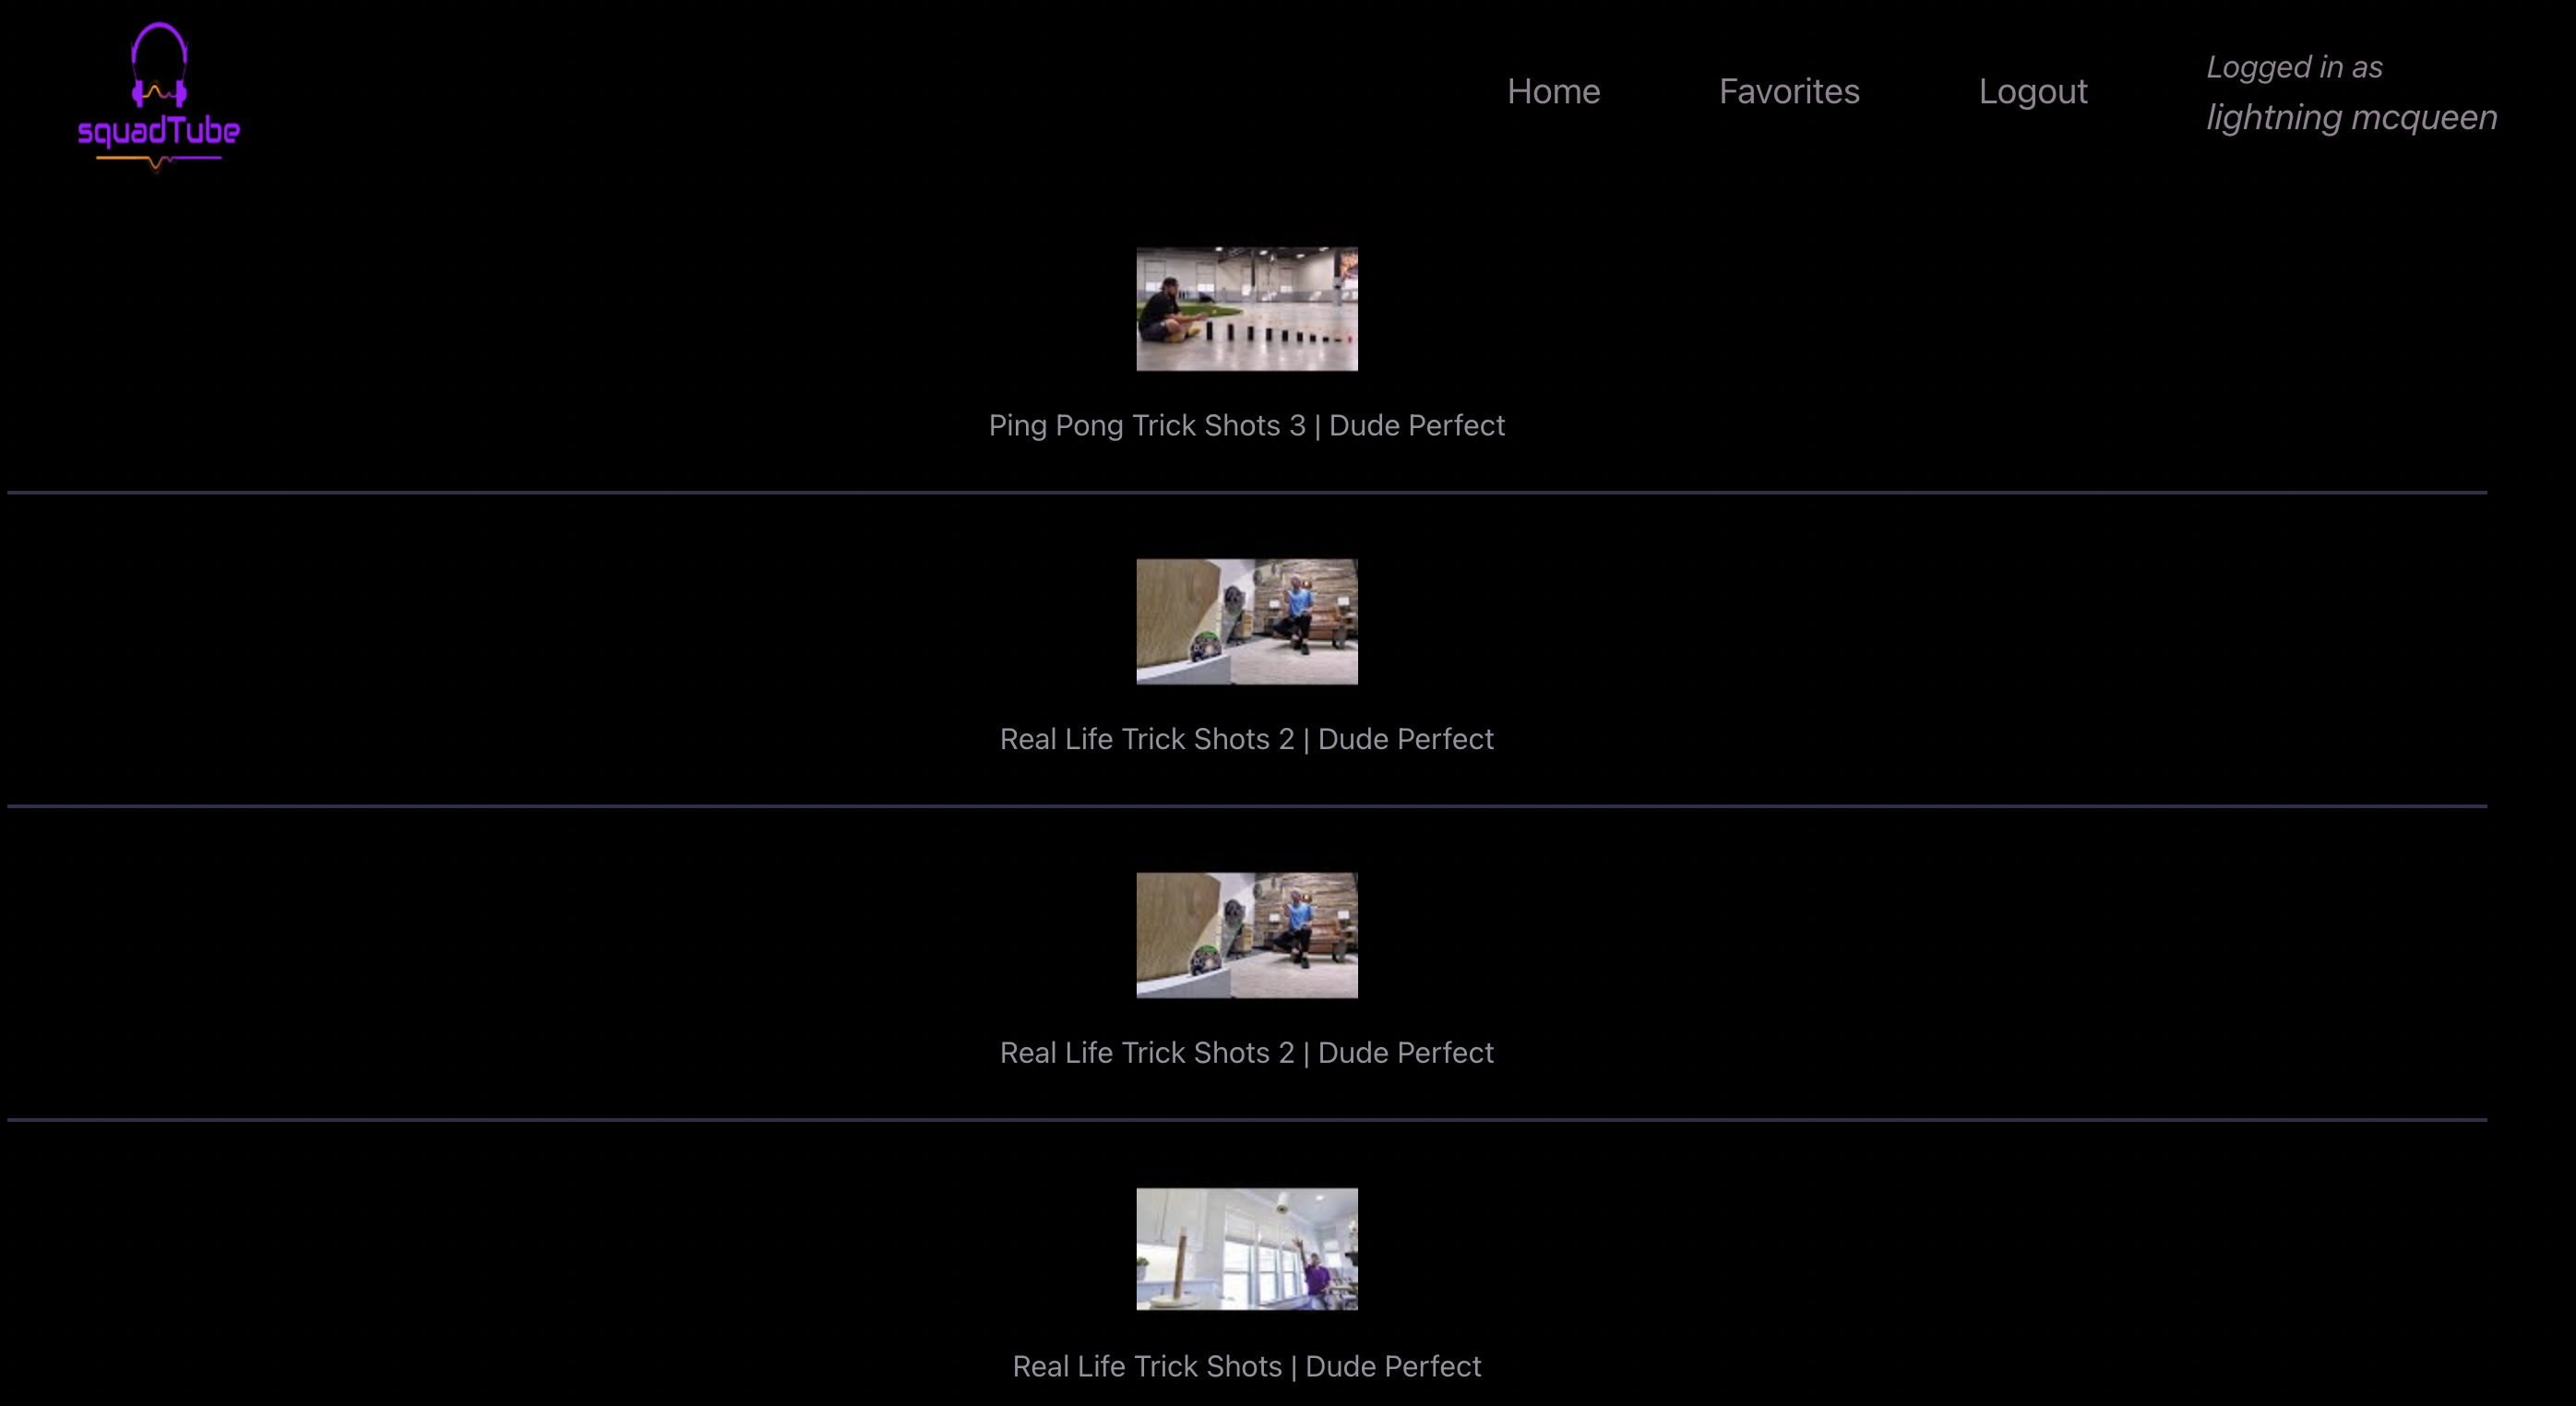 squadTube
Home
Favorites
Logout
Logged in as
lightning mcqueen
Ping Pong Trick Shots 3 | Dude Perfect
Real Life Trick Shots 2 | Dude Perfect
Real Life Trick Shots 2 | Dude Perfect
Real Life Trick Shots | Dude Perfect